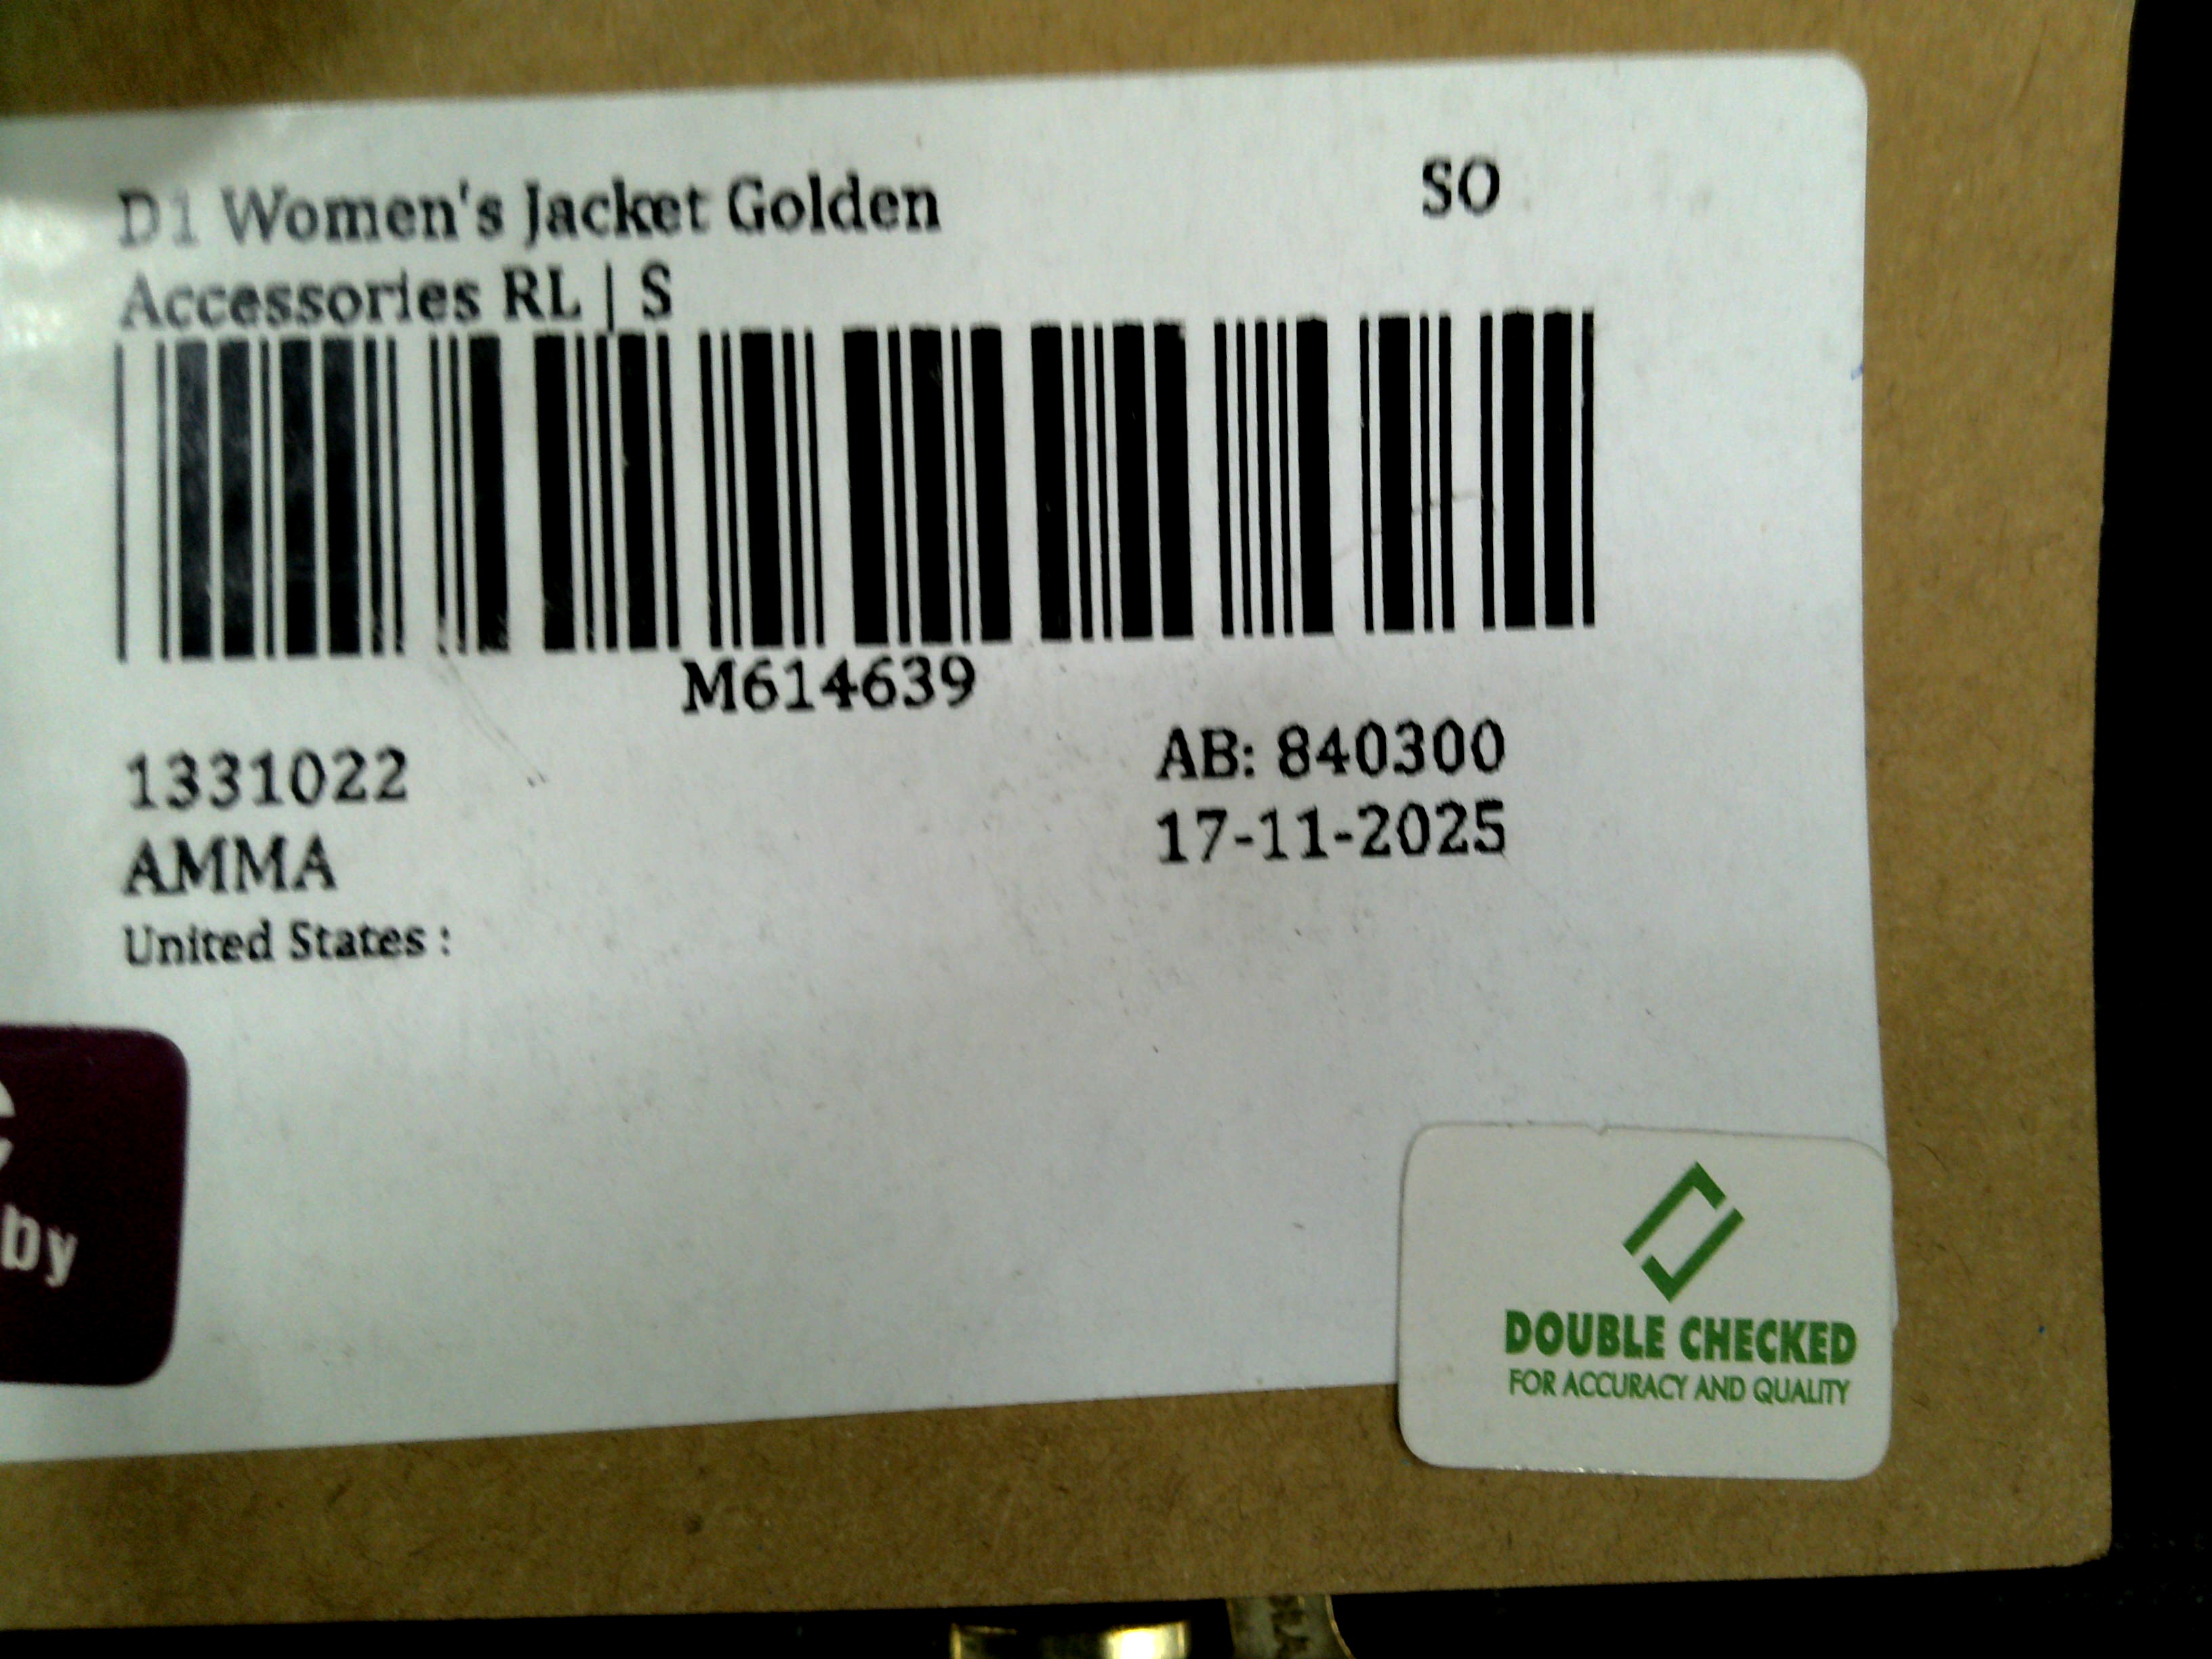 D1 Women's Jacket Golden
Accessories RL | S
SO
M614639
1331022
AMMA
United States :
AB: 840300
17-11-2025
by
DOUBLE CHECKED
FOR ACCURACY AND QUALITY